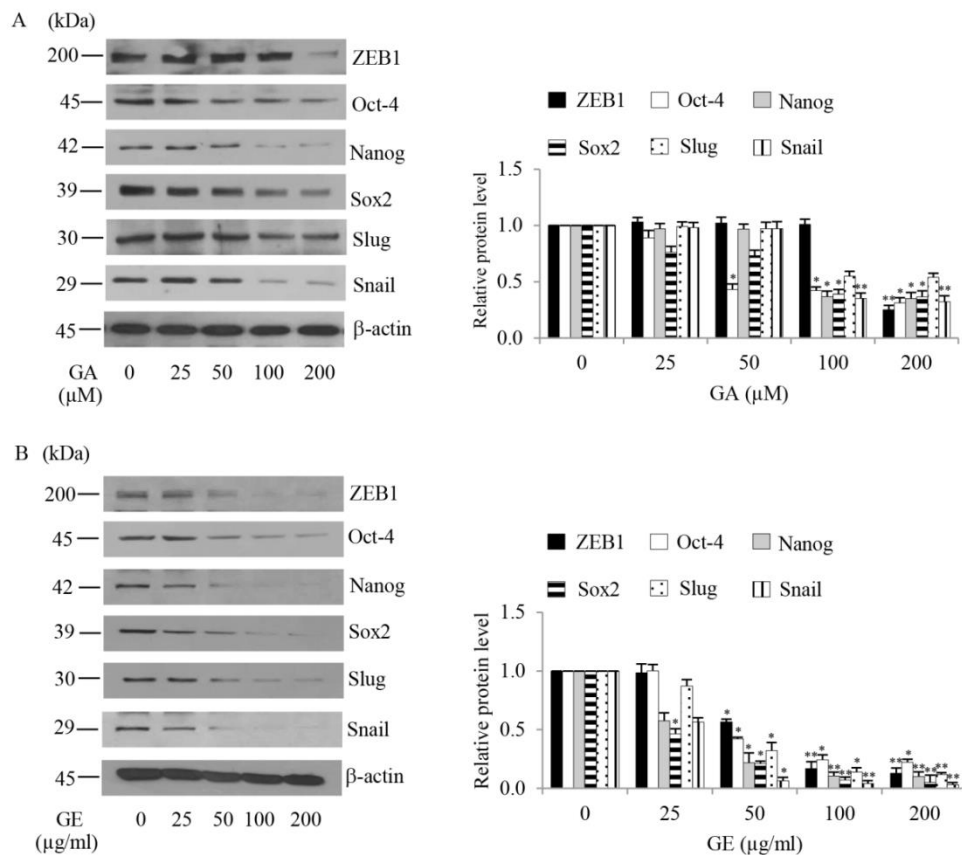 A (kDa)
200 ZEB1
45 Oct-4
42 Nanog
39 Sox2
30 Slug
29 Snail
45 β-actin
GA 0 25 50 100 200
(µM)
ZEB1 Oct-4 Nanog
Sox2 Slug Snail
Relative protein level
1.5
1.0
0.5
0.0
* * * * ** ** * * * **
0 25 50 100 200
GA (µM)
B (kDa)
200 ZEB1
45 Oct-4
42 Nanog
39 Sox2
30 Slug
29 Snail
45 β-actin
GE 0 25 50 100 200
(µg/ml)
ZEB1 Oct-4 Nanog
Sox2 Slug Snail
Relative protein level
1.5
1.0
0.5
0.0
* * * * * * * ** * ** ** * ** ** * ** ** ** **
0 25 50 100 200
GE (µg/ml)